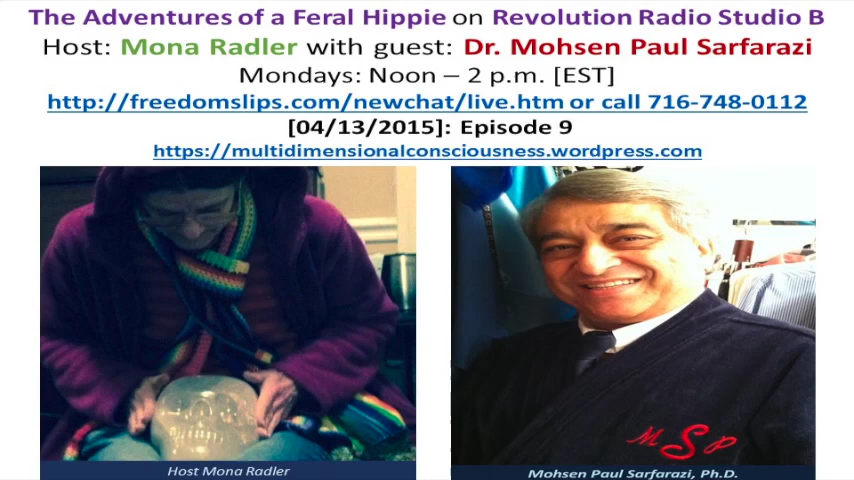 The Adventures of a Feral Hippie on Revolution Radio Studio B
Host: Mona Radler with guest: Dr. Mohsen Paul Sarfarazi
Mondays: Noon – 2 p.m. [EST]
http://freedomslips.com/newchat/live.htm or call 716-748-0112
[04/13/2015]: Episode 9
https://multidimensionalconsciousness.wordpress.com
MSP
Host Mona Radler
Mohsen Paul Sarfarazi, Ph.D.